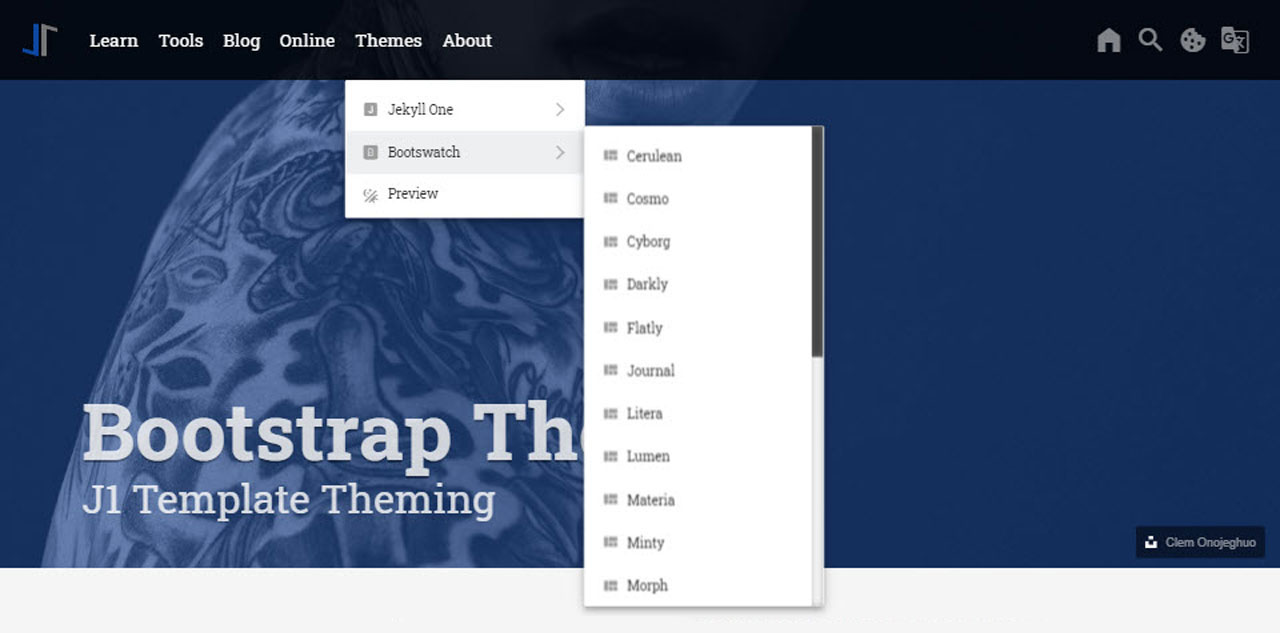 Learn Tools Blog Online Themes About
Jekyll One
Bootswatch
Preview
Cerulean
Cosmo
Cyborg
Darkly
Flatly
Journal
Litera
Lumen
Materia
Minty
Morph
Bootstrap Th
J1 Template Theming
Clem Onojeghuo